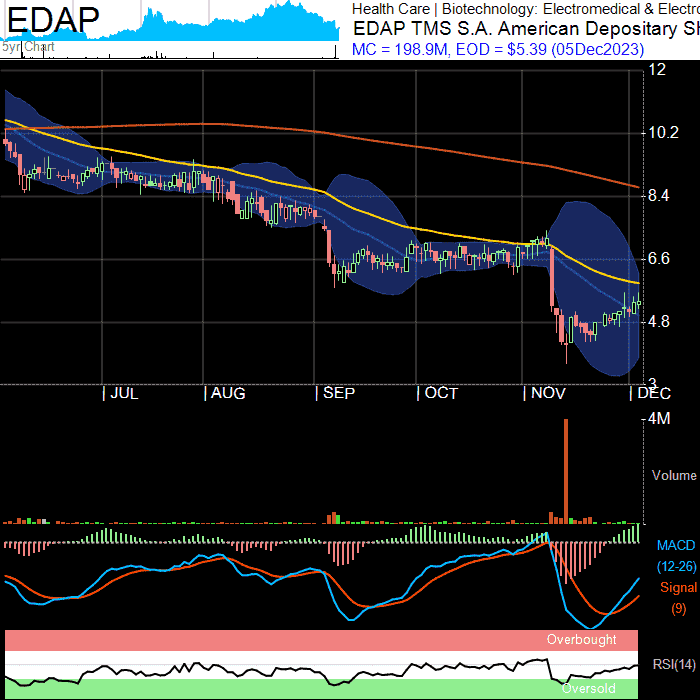 EDAP
5yr Chart
Health Care | Biotechnology: Electromedical & Electro
EDAP TMS S.A. American Depositary SH
MC = 198.9M, EOD = $5.39 (05Dec2023)
12
10.2
8.4
6.6
4.8
3
JUL AUG SEP OCT NOV DEC
4M
Volume
MACD
(12-26)
Signal
(9)
Overbought
RSI(14)
Oversold